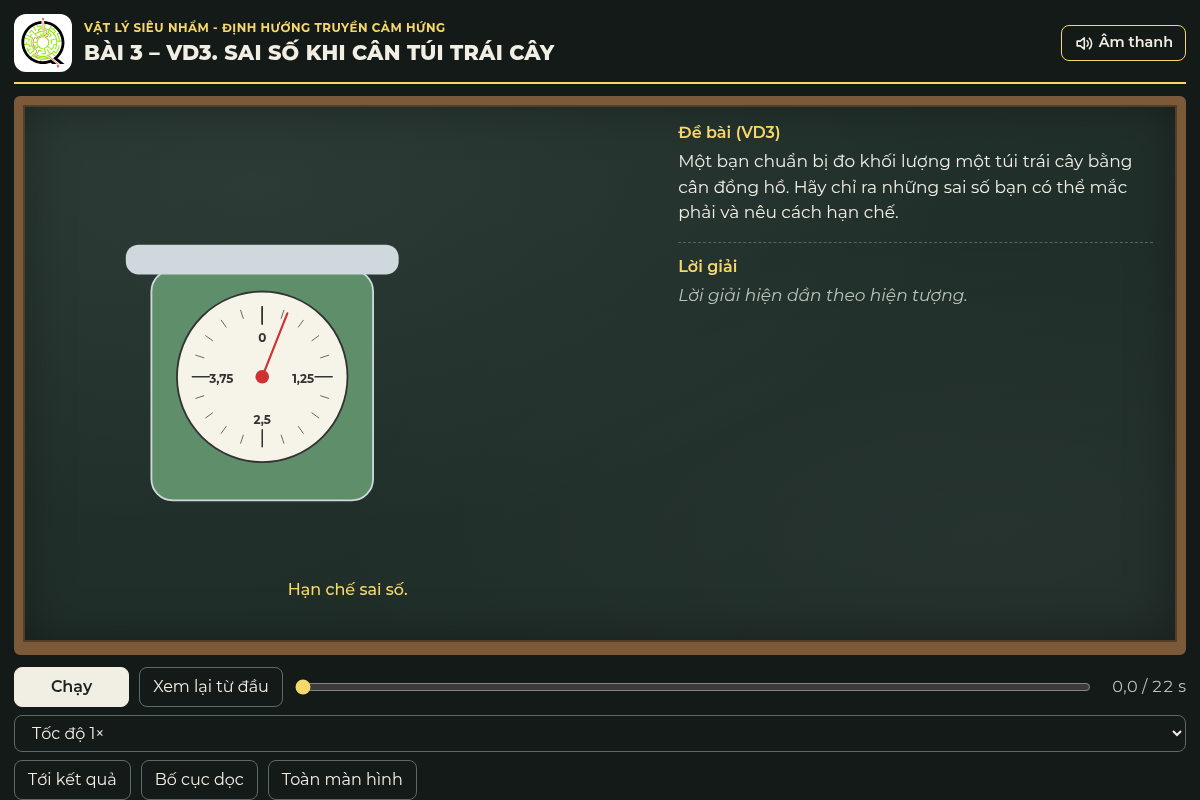 VẬT LÝ SIÊU NHẨM - ĐỊNH HƯỚNG TRUYỀN CẢM HỨNG
BÀI 3 – VD3. SAI SỐ KHI CÂN TÚI TRÁI CÂY
Âm thanh
Đề bài (VD3)
Một bạn chuẩn bị đo khối lượng một túi trái cây bằng
cân đồng hồ. Hãy chỉ ra những sai số bạn có thể mắc
phải và nêu cách hạn chế.
Lời giải
Lời giải hiện dần theo hiện tượng.
0
3,75
1,25
2,5
Hạn chế sai số.
Chạy
Xem lại từ đầu
0,0 / 22 s
Tốc độ 1×
Tới kết quả
Bố cục dọc
Toàn màn hình